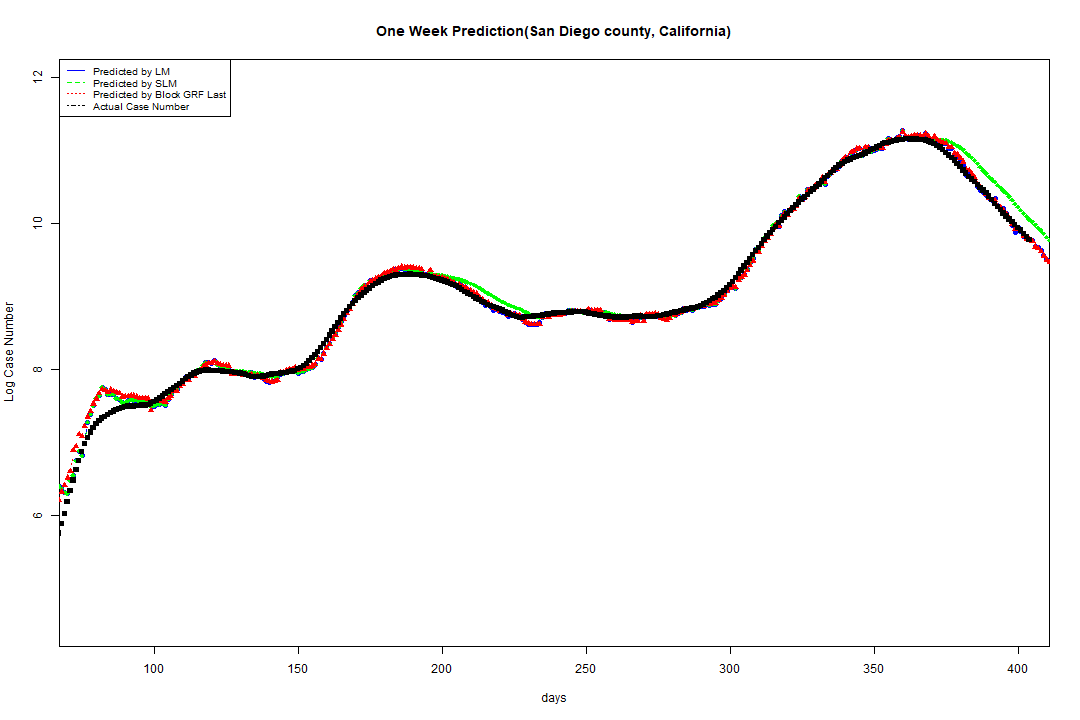 One Week Prediction(San Diego county, California)
Predicted by LM
Predicted by SLM
Predicted by Block GRF Last
Actual Case Number
12
10
8
6
Log Case Number
100 150 200 250 300 350 400
days